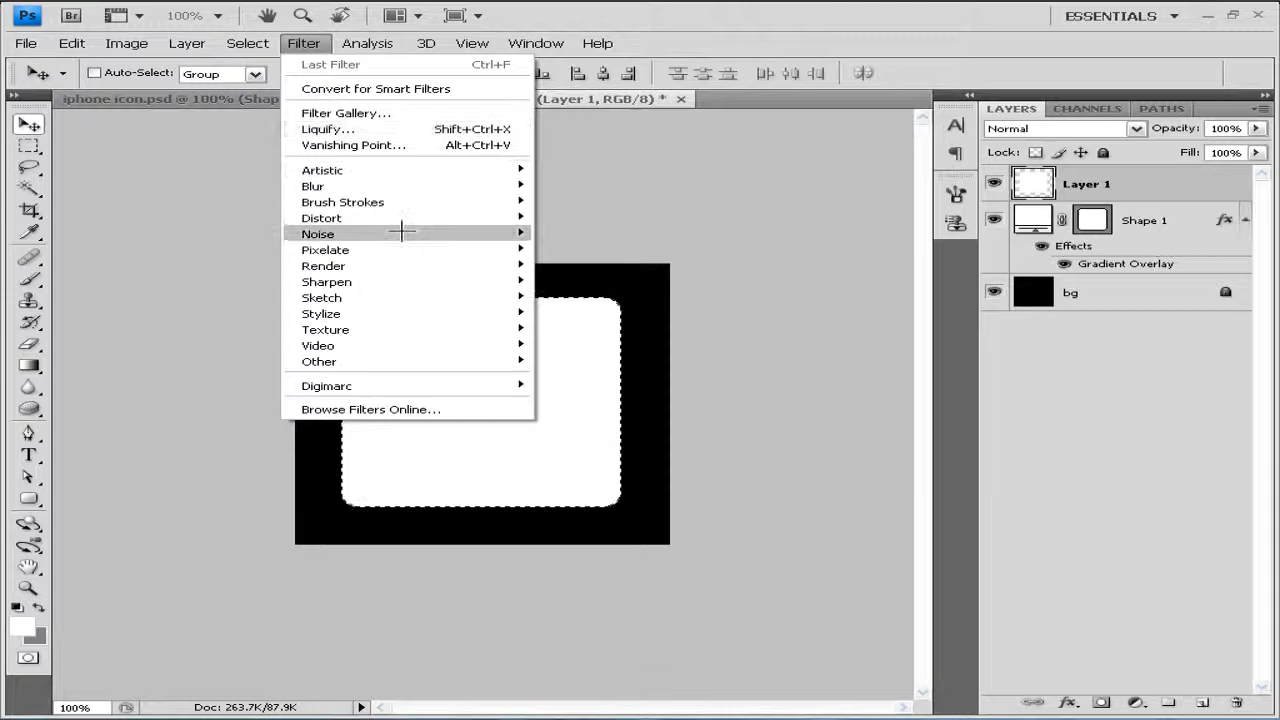 Ps Br 100% ESSENTIALS
File Edit Image Layer Select Filter Analysis 3D View Window Help
Auto-Select: Group
iphone icon.psd @ 100% (Shap
(Layer 1, RGB/8) *
Last Filter Ctrl+F
Convert for Smart Filters
Filter Gallery...
Liquify... Shift+Ctrl+X
Vanishing Point... Alt+Ctrl+V
Artistic
Blur
Brush Strokes
Distort
Noise
Pixelate
Render
Sharpen
Sketch
Stylize
Texture
Video
Other
Digimarc
Browse Filters Online...
LAYERS CHANNELS PATHS
Normal Opacity: 100%
Lock: Fill: 100%
Layer 1
Shape 1 fx
Effects
Gradient Overlay
bg
100% Doc: 263.7K/87.9K